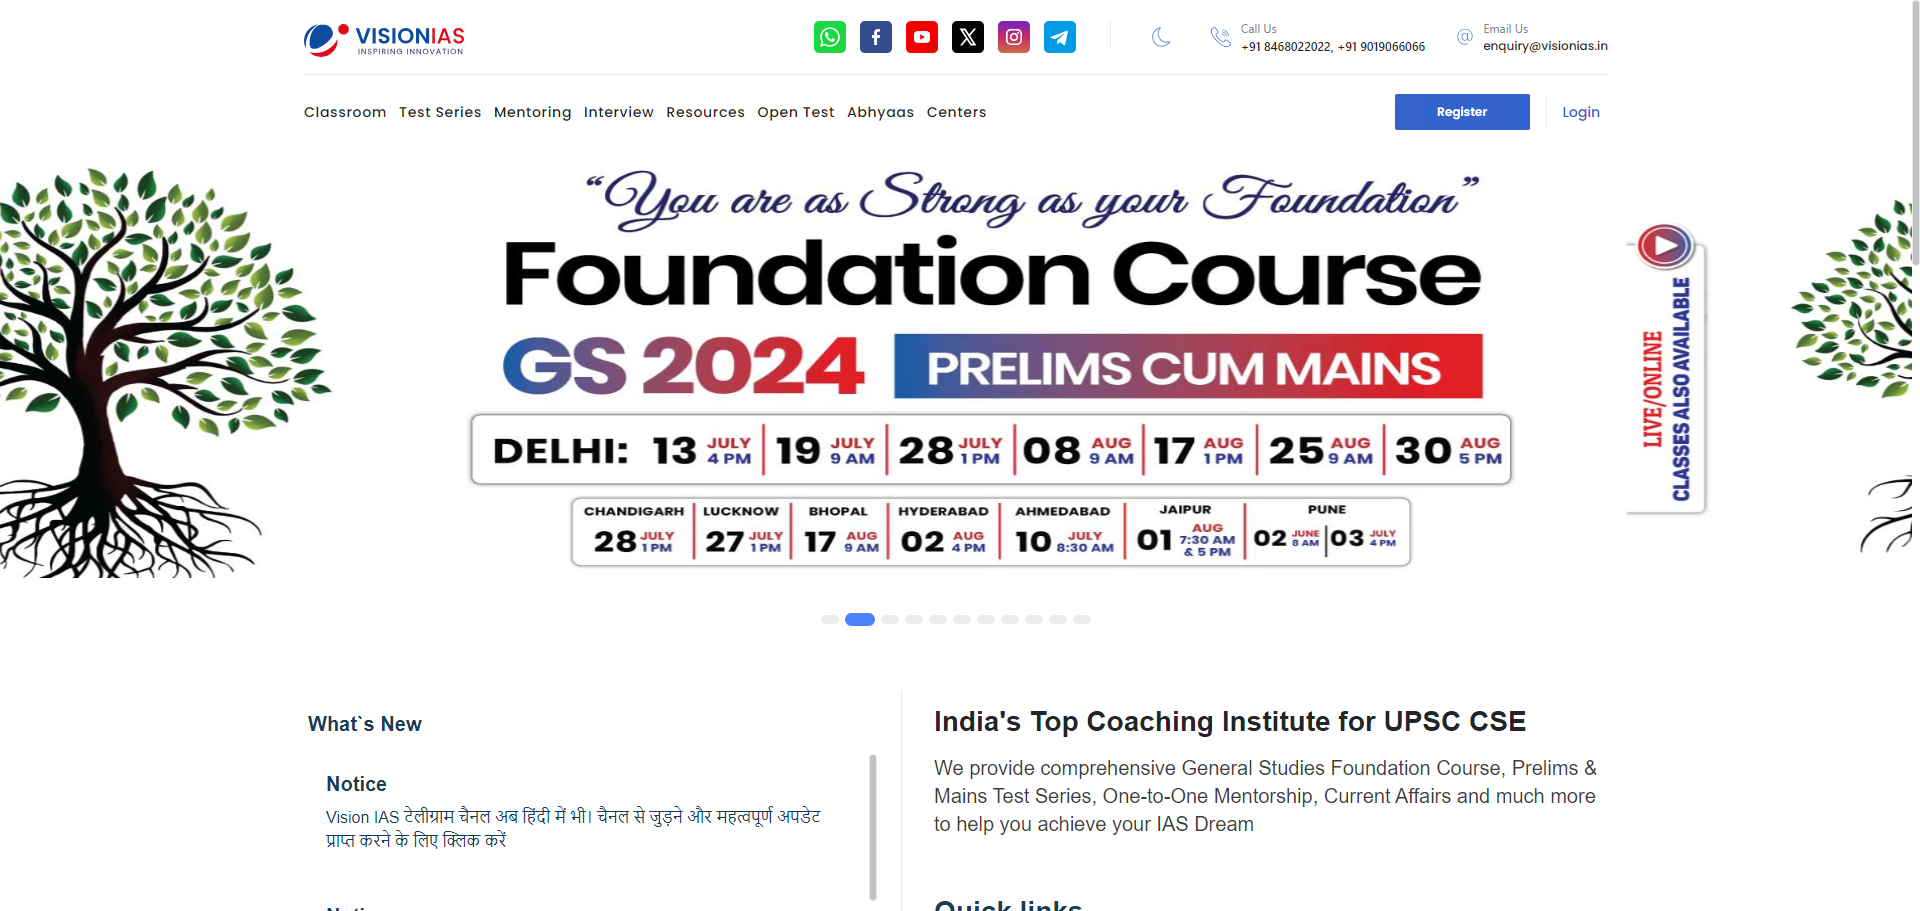 VISIONIAS
INSPIRING INNOVATION
Call Us
+91 8468022022, +91 9019066066
Email Us
enquiry@visionias.in
Classroom Test Series Mentoring Interview Resources Open Test Abhyaas Centers
Register
Login
“You are as Strong as your Foundation”
Foundation Course
GS 2024 PRELIMS CUM MAINS
DELHI: 13 JULY 4 PM 19 JULY 9 AM 28 JULY 1 PM 08 AUG 9 AM 17 AUG 1 PM 25 AUG 9 AM 30 AUG 5 PM
CHANDIGARH 28 JULY 1 PM
LUCKNOW 27 JULY 1 PM
BHOPAL 17 AUG 9 AM
HYDERABAD 02 AUG 4 PM
AHMEDABAD 10 JULY 8:30 AM
JAIPUR 01 AUG 7:30 AM & 5 PM
PUNE 02 JUNE 8 AM 03 JULY 4 PM
LIVE/ONLINE
CLASSES ALSO AVAILABLE
What`s New
Notice
Vision IAS टेलीग्राम चैनल अब हिंदी में भी। चैनल से जुड़ने और महत्वपूर्ण अपडेट
प्राप्त करने के लिए क्लिक करें
India's Top Coaching Institute for UPSC CSE
We provide comprehensive General Studies Foundation Course, Prelims &
Mains Test Series, One-to-One Mentorship, Current Affairs and much more
to help you achieve your IAS Dream
Quick links